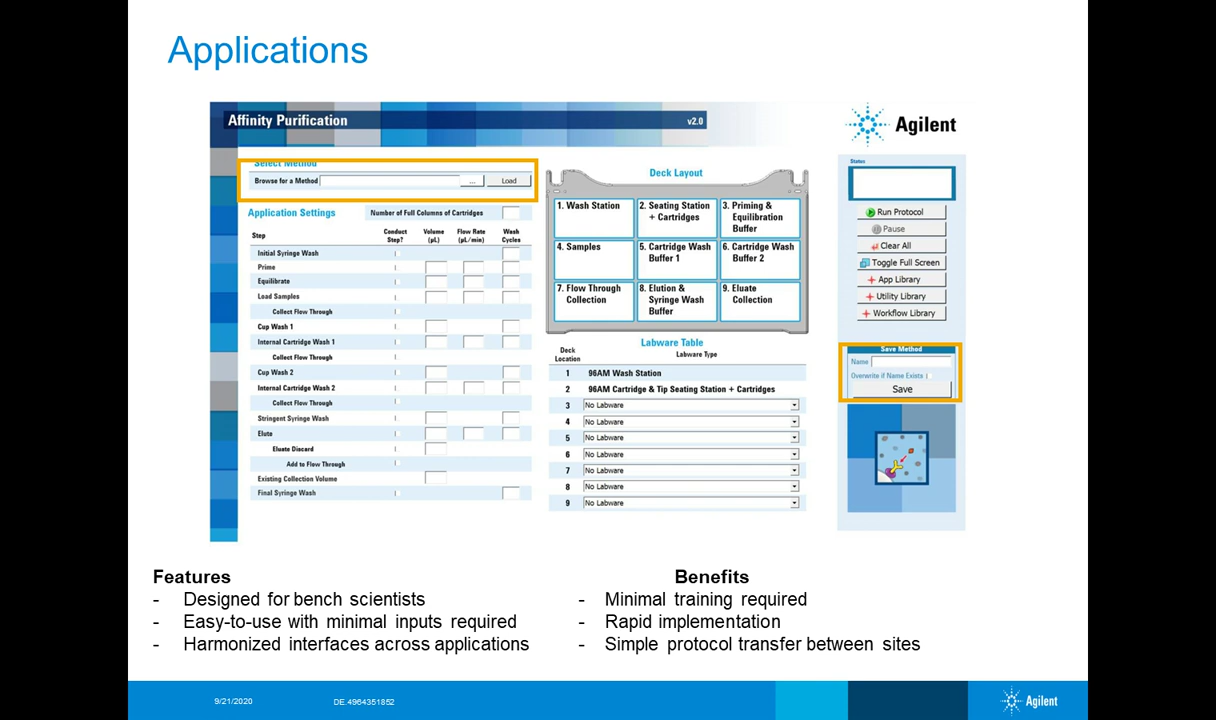 Applications
Affinity Purification
v2.0
Agilent
Select Method
Browse for a Method
...
Load
Application Settings
Number of Full Columns of Cartridges
Step
Conduct Step?
Volume (µL)
Flow Rate (µL/min)
Wash Cycles
Initial Syringe Wash
Prime
Equilibrate
Load Samples
Collect Flow Through
Cup Wash 1
Internal Cartridge Wash 1
Collect Flow Through
Cup Wash 2
Internal Cartridge Wash 2
Collect Flow Through
Stringent Syringe Wash
Elute
Eluate Discard
Add to Flow Through
Existing Collection Volume
Final Syringe Wash
Deck Layout
1. Wash Station
2. Seating Station
+ Cartridges
3. Priming &
Equilibration
Buffer
4. Samples
5. Cartridge Wash
Buffer 1
6. Cartridge Wash
Buffer 2
7. Flow Through
Collection
8. Elution &
Syringe Wash
Buffer
9. Eluate
Collection
Labware Table
Deck Location
Labware Type
1 96AM Wash Station
2 96AM Cartridge & Tip Seating Station + Cartridges
3 No Labware
4 No Labware
5 No Labware
6 No Labware
7 No Labware
8 No Labware
9 No Labware
Status
Run Protocol
Pause
Clear All
Toggle Full Screen
App Library
Utility Library
Workflow Library
Save Method
Name
Overwrite if Name Exists
Save
Features
- Designed for bench scientists
- Easy-to-use with minimal inputs required
- Harmonized interfaces across applications
Benefits
- Minimal training required
- Rapid implementation
- Simple protocol transfer between sites
9/21/2020
DE.4964351852
Agilent